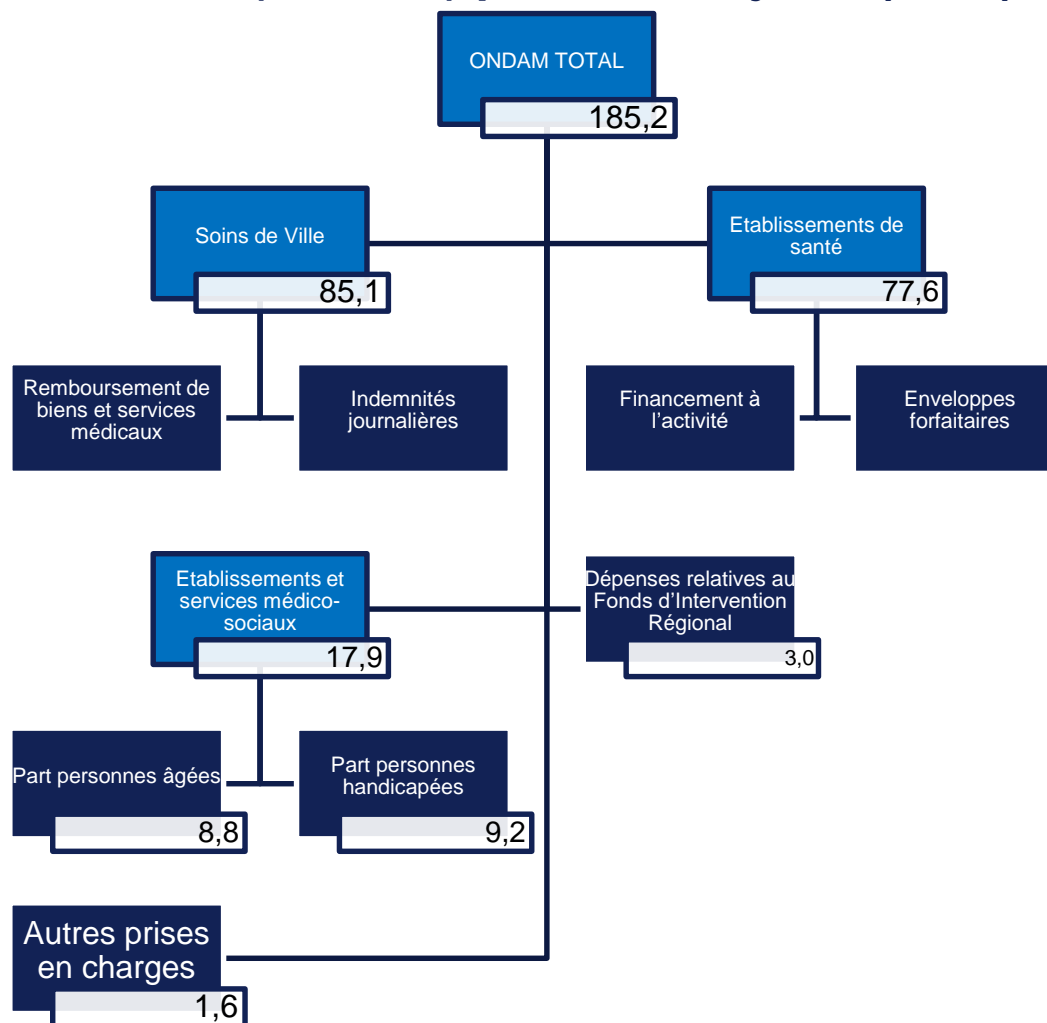 ONDAM TOTAL
185,2
Soins de Ville
85,1
Etablissements de
santé
77,6
Remboursement de
biens et services
médicaux
Indemnités
journalières
Financement à
l'activité
Enveloppes
forfaitaires
Etablissements et
services médico-
sociaux
17,9
Dépenses relatives au
Fonds d'Intervention
Régional
3,0
Part personnes âgées
8,8
Part personnes
handicapées
9,2
Autres prises
en charges
1,6